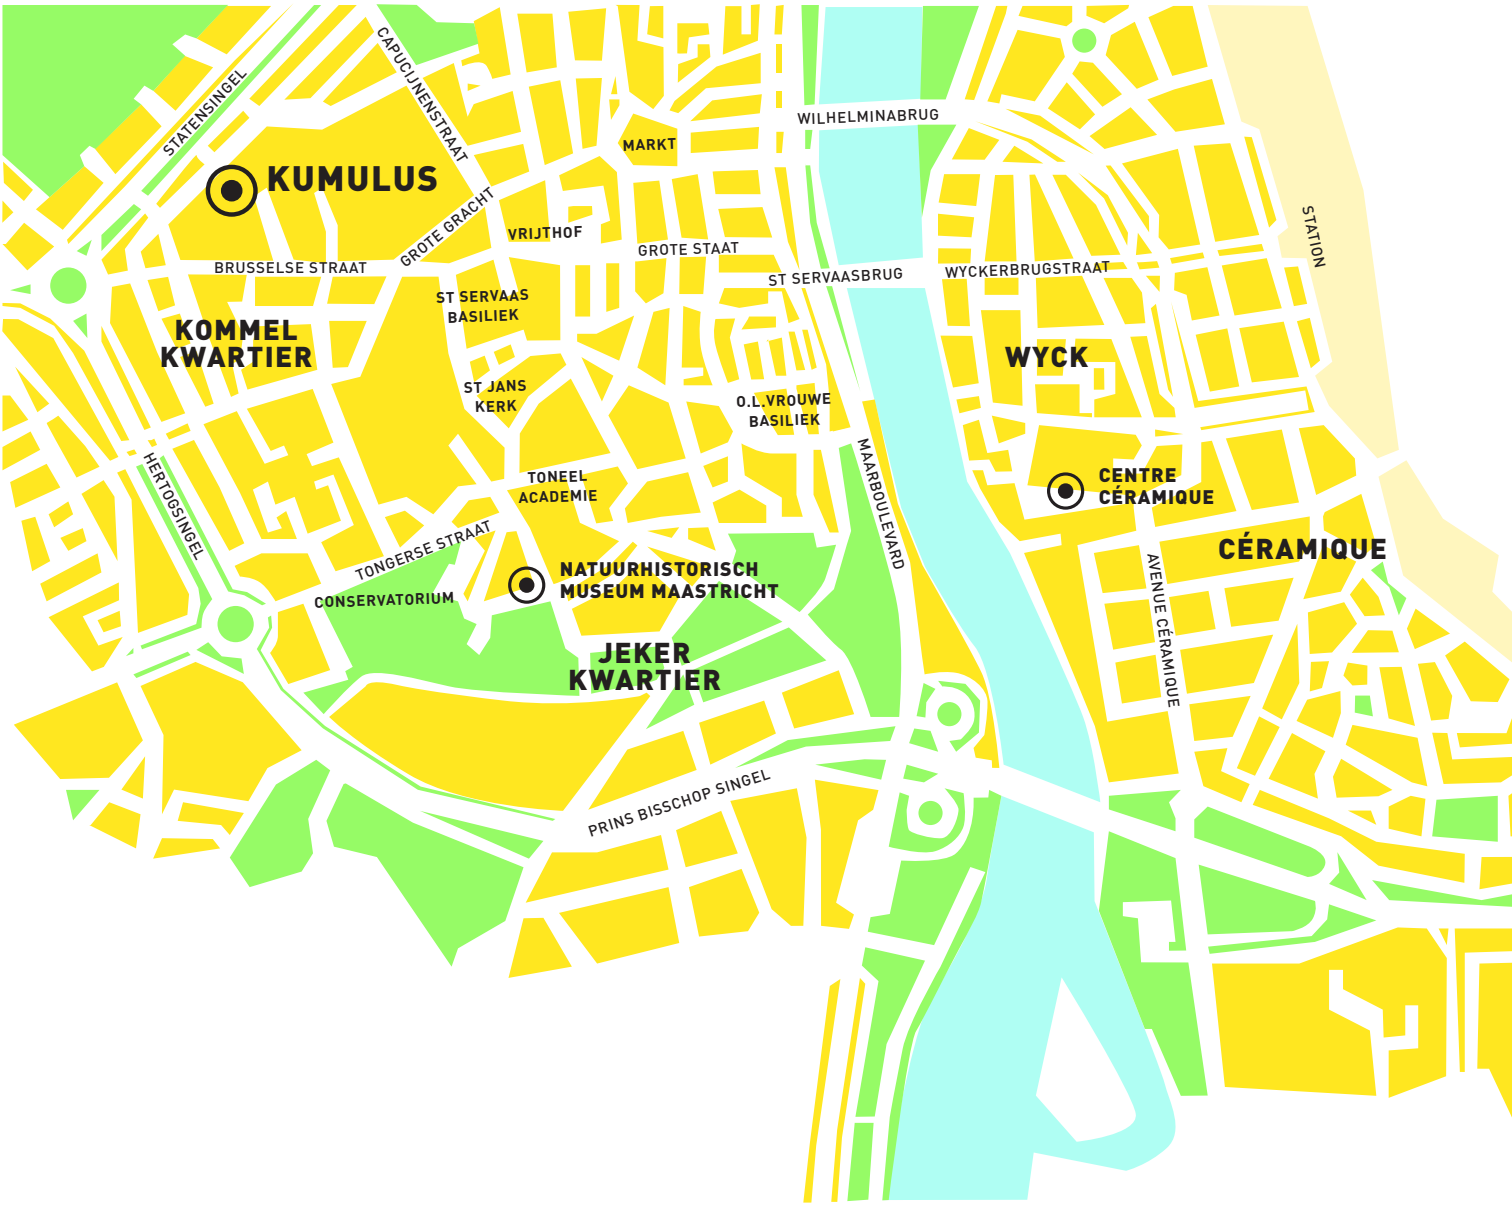 CAPUCIJNENSTRAAT
STATENSINGEL
WILHELMINABRUG
MARKT
KUMULUS
GROTE GRACHT
VRIJTHOF
GROTE STAAT
STATION
BRUSSELSE STRAAT
ST SERVAASBRUG
WYCKERBRUGSTRAAT
ST SERVAAS
BASILIEK
KOMMEL
KWARTIER
WYCK
ST JANS
KERK
O.L.VROUWE
BASILIEK
HERTOGSINGEL
MAARBOULEVARD
TONEEL
ACADEMIE
CENTRE
CÉRAMIQUE
TONGERSE STRAAT
CÉRAMIQUE
AVENUE CÉRAMIQUE
NATUURHISTORISCH
MUSEUM MAASTRICHT
CONSERVATORIUM
JEKER
KWARTIER
PRINS BISSCHOP SINGEL